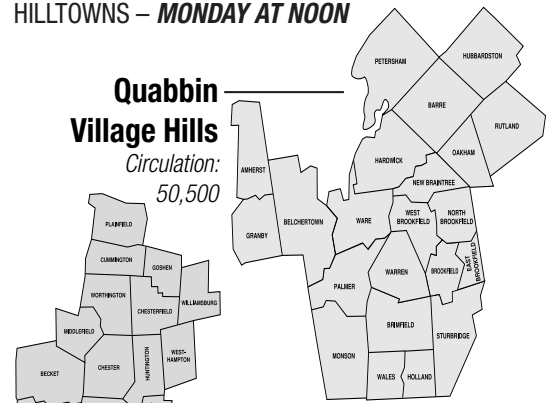 HILLTOWNS – MONDAY AT NOON
Quabbin
Village Hills
Circulation:
50,500
PETERSHAM
HUBBARDSTON
BARRE
RUTLAND
OAKHAM
HARDWICK
NEW BRAINTREE
AMHERST
BELCHERTOWN
GRANBY
WARE
WEST
BROOKFIELD
NORTH
BROOKFIELD
EAST
BROOKFIELD
BROOKFIELD
WARREN
PALMER
BRIMFIELD
STURBRIDGE
MONSON
WALES
HOLLAND
PLAINFIELD
CUMMINGTON
GOSHEN
WORTHINGTON
CHESTERFIELD
WILLIAMSBURG
MIDDLEFIELD
HUNTINGTON
WEST-
HAMPTON
CHESTER
BECKET